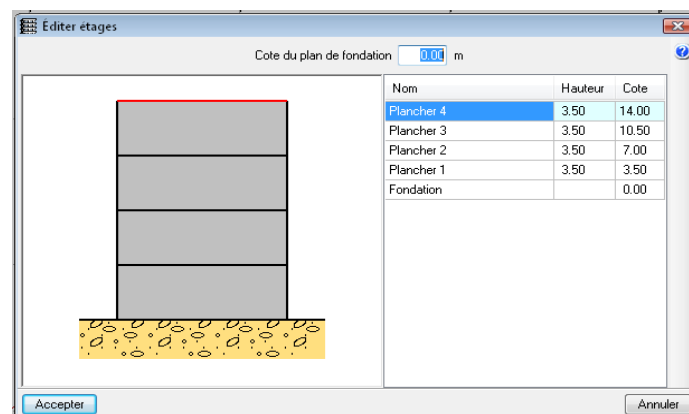 Éditer étages
Cote du plan de fondation 0.00 m
Nom Hauteur Cote
Plancher 4 3.50 14.00
Plancher 3 3.50 10.50
Plancher 2 3.50 7.00
Plancher 1 3.50 3.50
Fondation 0.00
Accepter Annuler